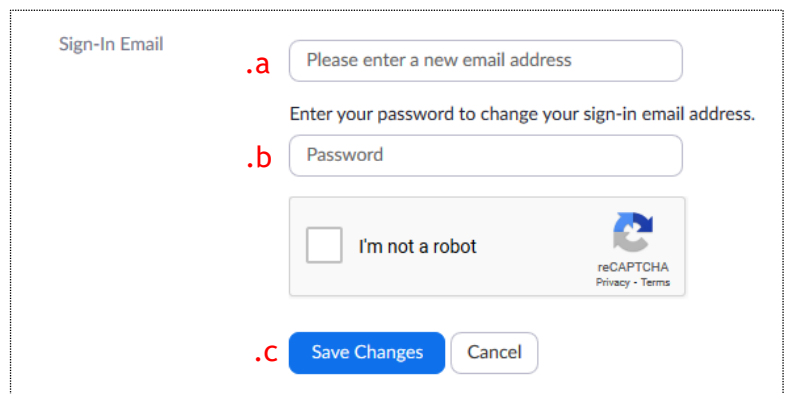 Sign-In Email
.a Please enter a new email address
Enter your password to change your sign-in email address.
.b Password
I'm not a robot
reCAPTCHA
Privacy - Terms
.c Save Changes Cancel